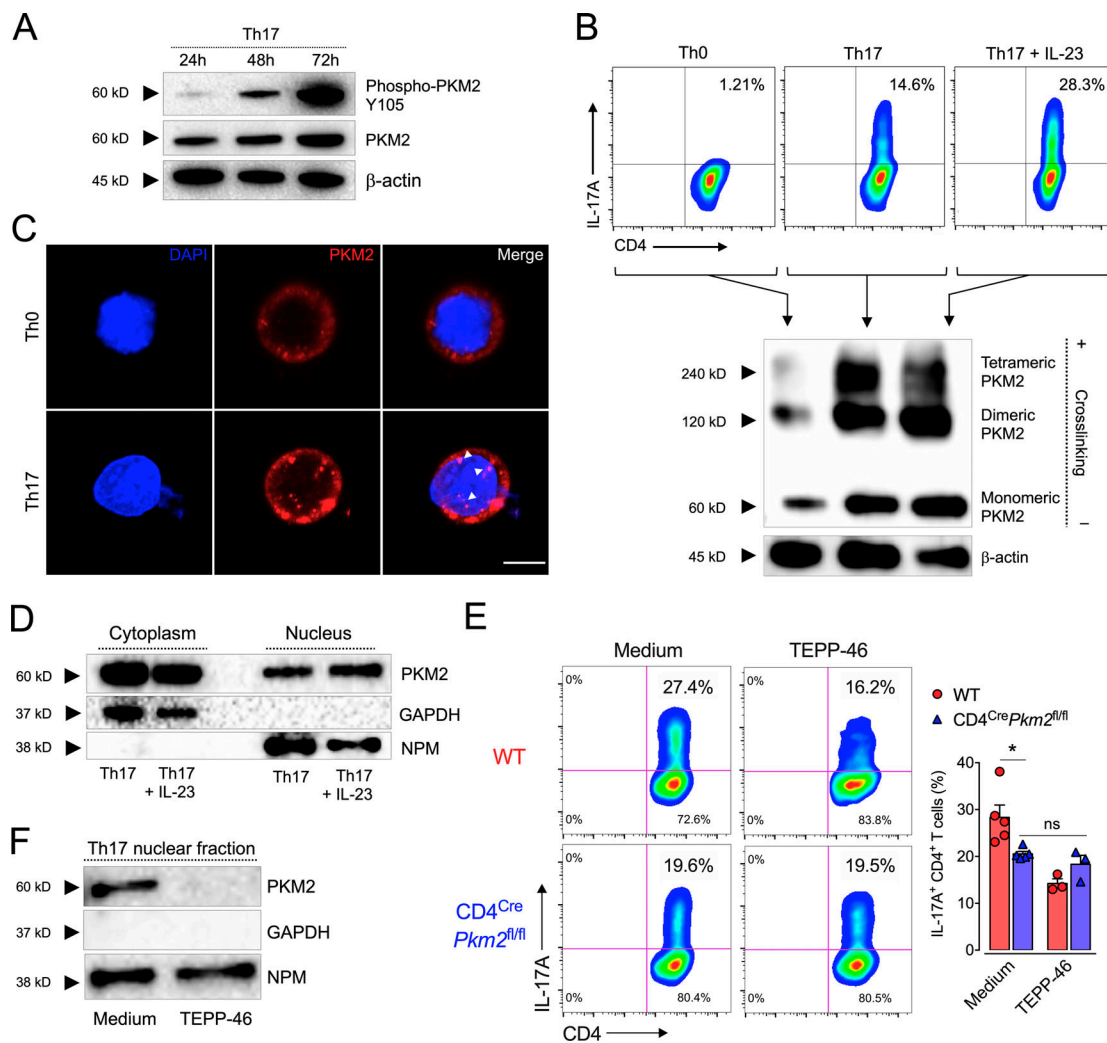 A
Th17
24h 48h 72h
60 kD
Phospho-PKM2
Y105
60 kD
PKM2
45 kD
β-actin
B
Th0 Th17 Th17 + IL-23
1.21% 14.6% 28.3%
IL-17A
CD4
240 kD
Tetrameric
PKM2
120 kD
Dimeric
PKM2
60 kD
Monomeric
PKM2
+
Crosslinking
–
45 kD
β-actin
C
DAPI PKM2 Merge
Th0
Th17
D
Cytoplasm Nucleus
60 kD
PKM2
37 kD
GAPDH
38 kD
NPM
Th17 Th17
+ IL-23
Th17 Th17
+ IL-23
E
Medium TEPP-46
WT
0% 27.4%
0% 72.6%
0% 16.2%
0% 83.8%
CD4Cre
Pkm2fl/fl
0% 19.6%
0% 80.4%
0% 19.5%
0% 80.5%
IL-17A
CD4
WT
CD4CrePkm2fl/fl
IL-17A+ CD4+ T cells (%)
40
30
20
10
0
*
ns
Medium
TEPP-46
F
Th17 nuclear fraction
60 kD
PKM2
37 kD
GAPDH
38 kD
NPM
Medium TEPP-46